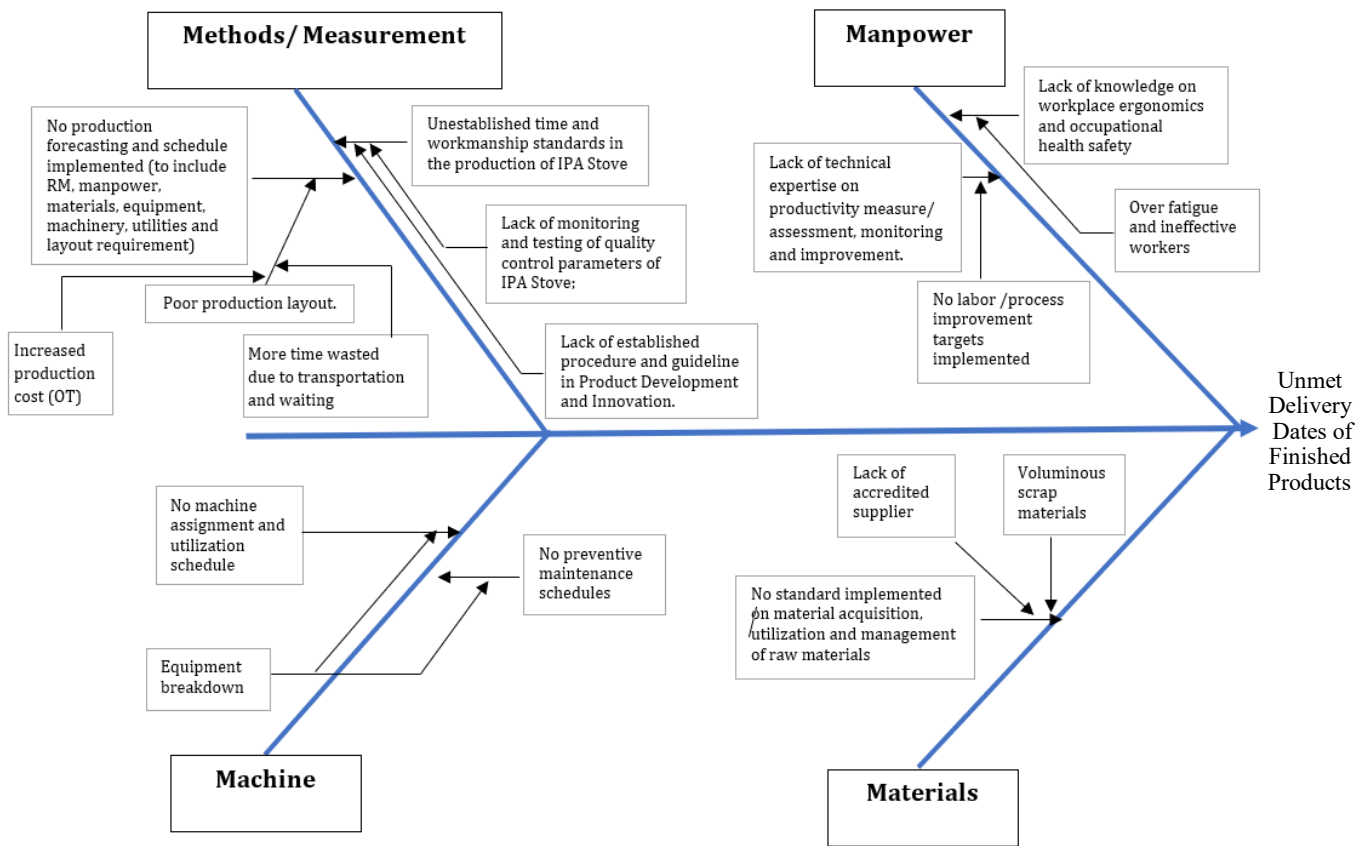 Methods/ Measurement
Manpower
No production
forecasting and schedule
implemented (to include
RM, manpower,
materials, equipment,
machinery, utilities and
layout requirement)
Unestablished time and
workmanship standards in
the production of IPA Stove
Lack of monitoring
and testing of quality
control parameters of
IPA Stove;
Poor production layout.
Increased
production
cost (OT)
More time wasted
due to transportation
and waiting
Lack of established
procedure and guideline
in Product Development
and Innovation.
Lack of knowledge on
workplace ergonomics
and occupational
health safety
Lack of technical
expertise on
productivity measure/
assessment, monitoring
and improvement.
Over fatigue
and ineffective
workers
No labor /process
improvement
targets
implemented
Unmet
Delivery
Dates of
Finished
Products
No machine
assignment and
utilization
schedule
No preventive
maintenance
schedules
Equipment
breakdown
Lack of
accredited
supplier
Voluminous
scrap
materials
No standard implemented
on material acquisition,
utilization and management
of raw materials
Machine
Materials